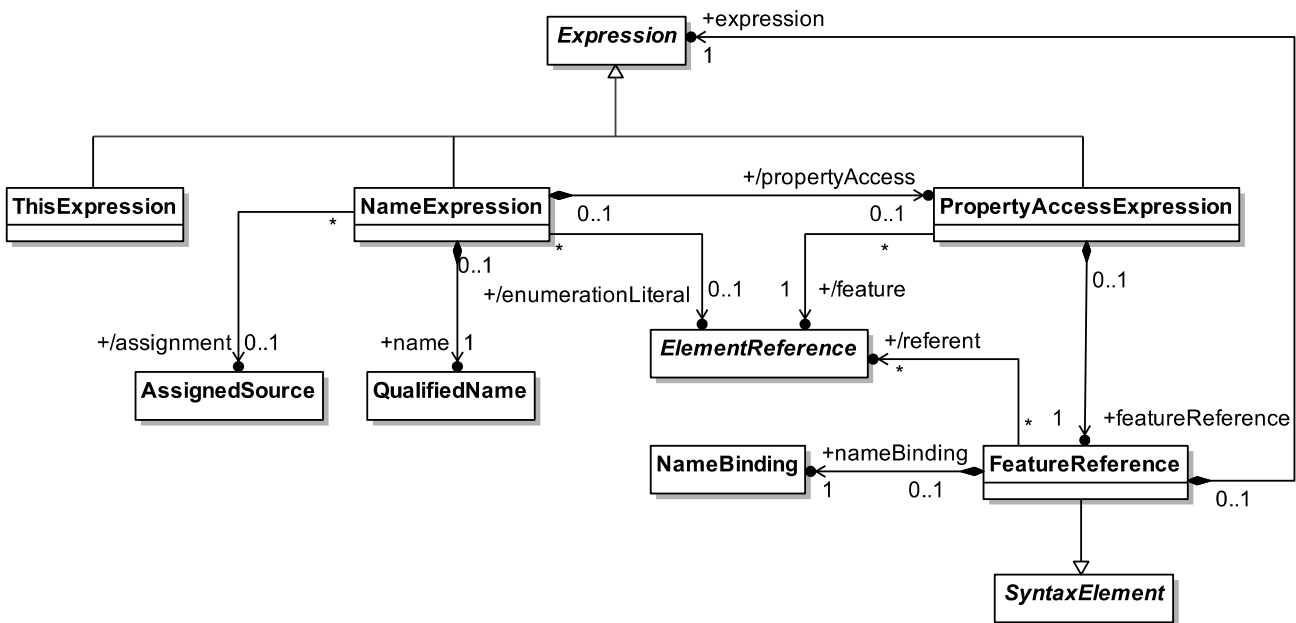 +expression
Expression
1
+/propertyAccess
ThisExpression
NameExpression
PropertyAccessExpression
0..1
0..1
*
*
*
0..1
0..1
+/enumerationLiteral
0..1
1
+/feature
+/assignment
0..1
+name
1
ElementReference
+/referent
*
AssignedSource
QualifiedName
*
1
+featureReference
NameBinding
+nameBinding
FeatureReference
1
0..1
0..1
SyntaxElement